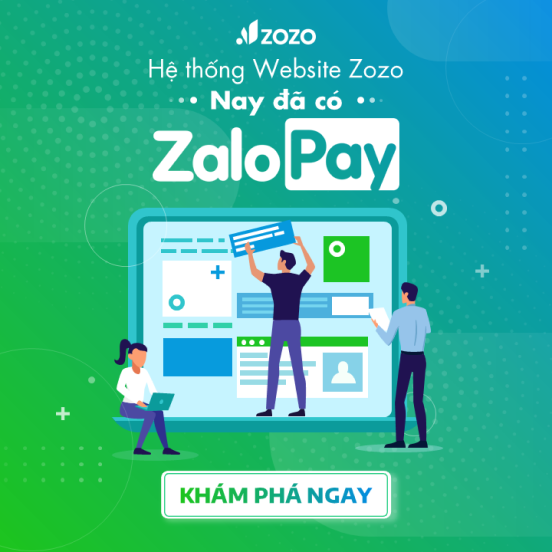 ZOZO
Hệ thống Website Zozo
Nay đã có
ZaloPay
KHÁM PHÁ NGAY